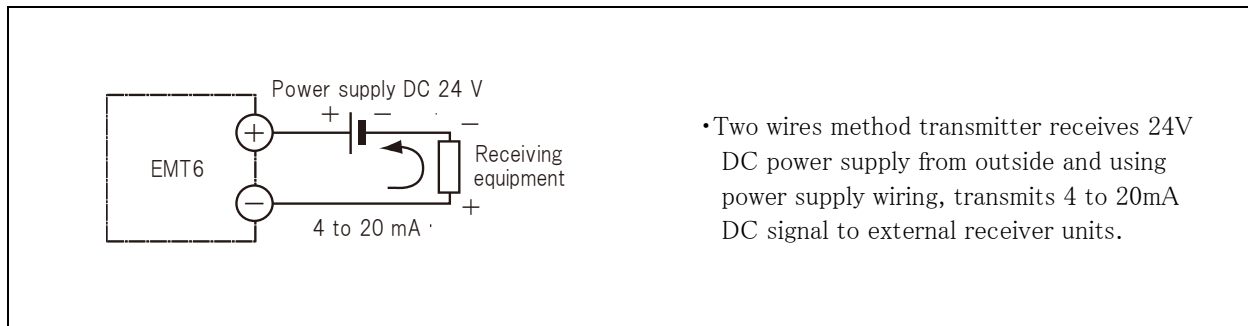 Power supply DC 24 V
+ −
+
−
EMT6
Receiving
equipment
−
+
4 to 20 mA
・Two wires method transmitter receives 24V
DC power supply from outside and using
power supply wiring, transmits 4 to 20mA
DC signal to external receiver units.